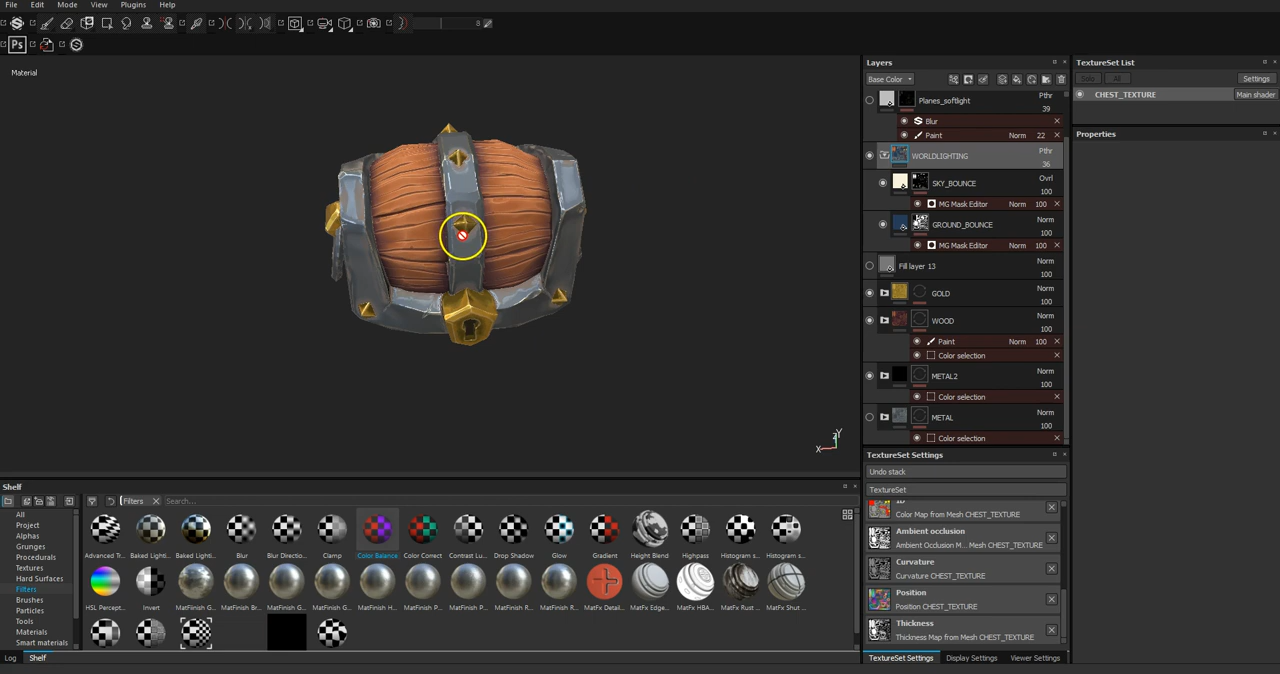 File Edit Mode View Plugins Help
8
Ps
Material
Layers
Base Color
Planes_softlight Pthr
39
Blur
Paint Norm 22
WORLDLIGHTING Pthr
36
SKY_BOUNCE Ovrl
100
MG Mask Editor Norm 100
GROUND_BOUNCE Norm
100
MG Mask Editor Norm 100
Fill layer 13 Norm
100
GOLD Norm
100
WOOD Norm
100
Paint Norm 100
Color selection
METAL2 Norm
100
Color selection
METAL Norm
100
Color selection
TextureSet List
Solo All Settings
CHEST_TEXTURE Main shader
Properties
X Y Z
TextureSet Settings
Undo stack
TextureSet
ID
Color Map from Mesh CHEST_TEXTURE
Ambient occlusion
Ambient Occlusion M... Mesh CHEST_TEXTURE
Curvature
Curvature CHEST_TEXTURE
Position
Position CHEST_TEXTURE
Thickness
Thickness Map from Mesh CHEST_TEXTURE
TextureSet Settings Display Settings Viewer Settings
Shelf
Filters Search...
All
Project
Alphas
Grunges
Procedurals
Textures
Hard Surfaces
Filters
Brushes
Particles
Tools
Materials
Smart materials
Advanced Tr... Baked Lighti... Baked Lighti... Blur Blur Directio... Clamp Color Balance Color Correct Contrast Lu... Drop Shadow Glow Gradient Height Blend Highpass Histogram s... Histogram s...
HSL Percept... Invert MatFinish G... MatFinish Br... MatFinish G... MatFinish G... MatFinish H... MatFinish P... MatFinish P... MatFinish R... MatFinish R... MatFx Detail... MatFx Edge... MatFx HBA... MatFx Rust ... MatFx Shut ...
Log Shelf